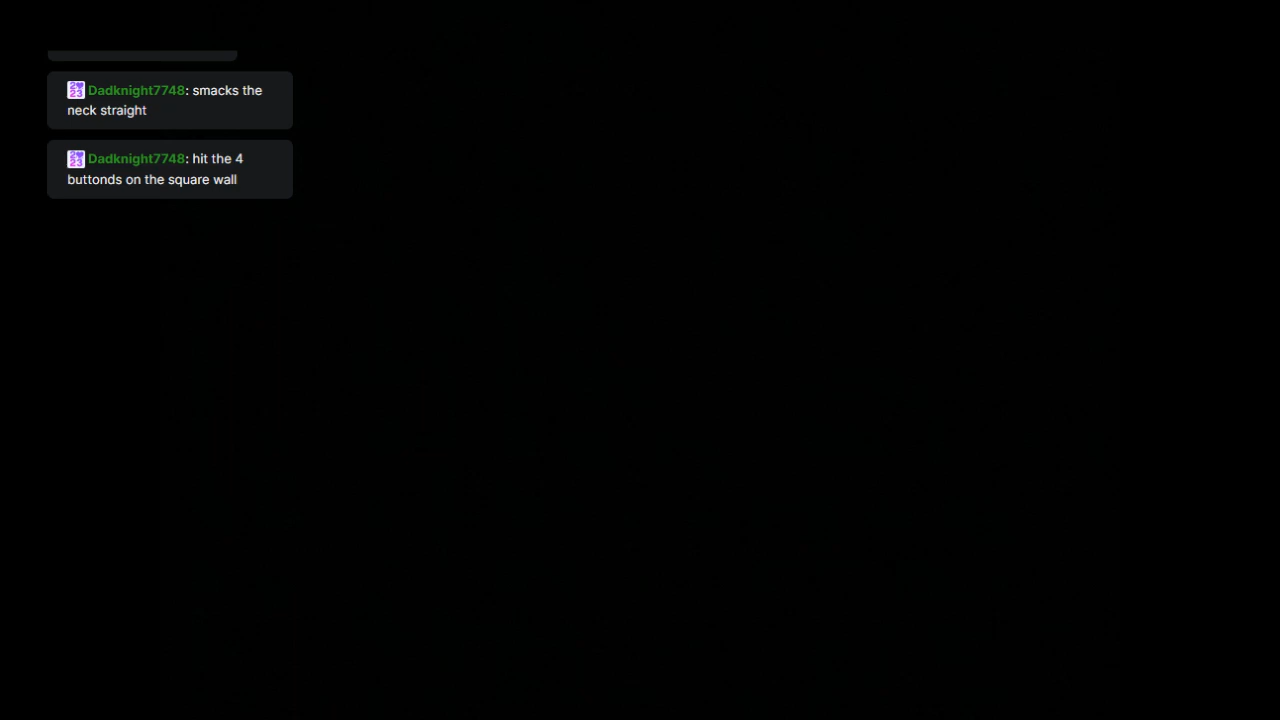 Dadknight7748: smacks the
neck straight
Dadknight7748: hit the 4
buttonds on the square wall